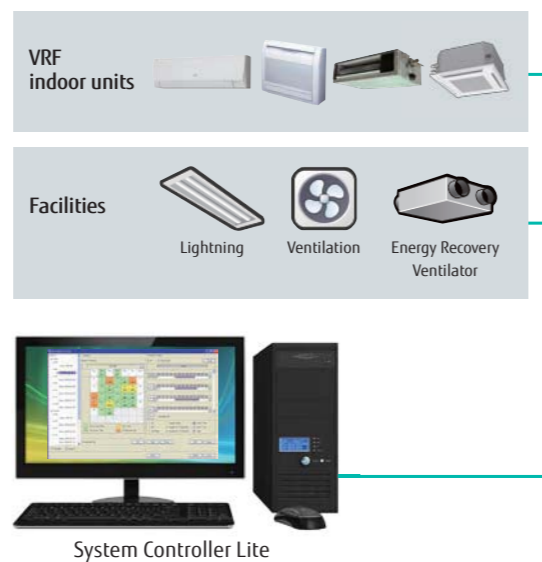 VRF
indoor units
Facilities
Lightning
Ventilation
Energy Recovery
Ventilator
System Controller Lite